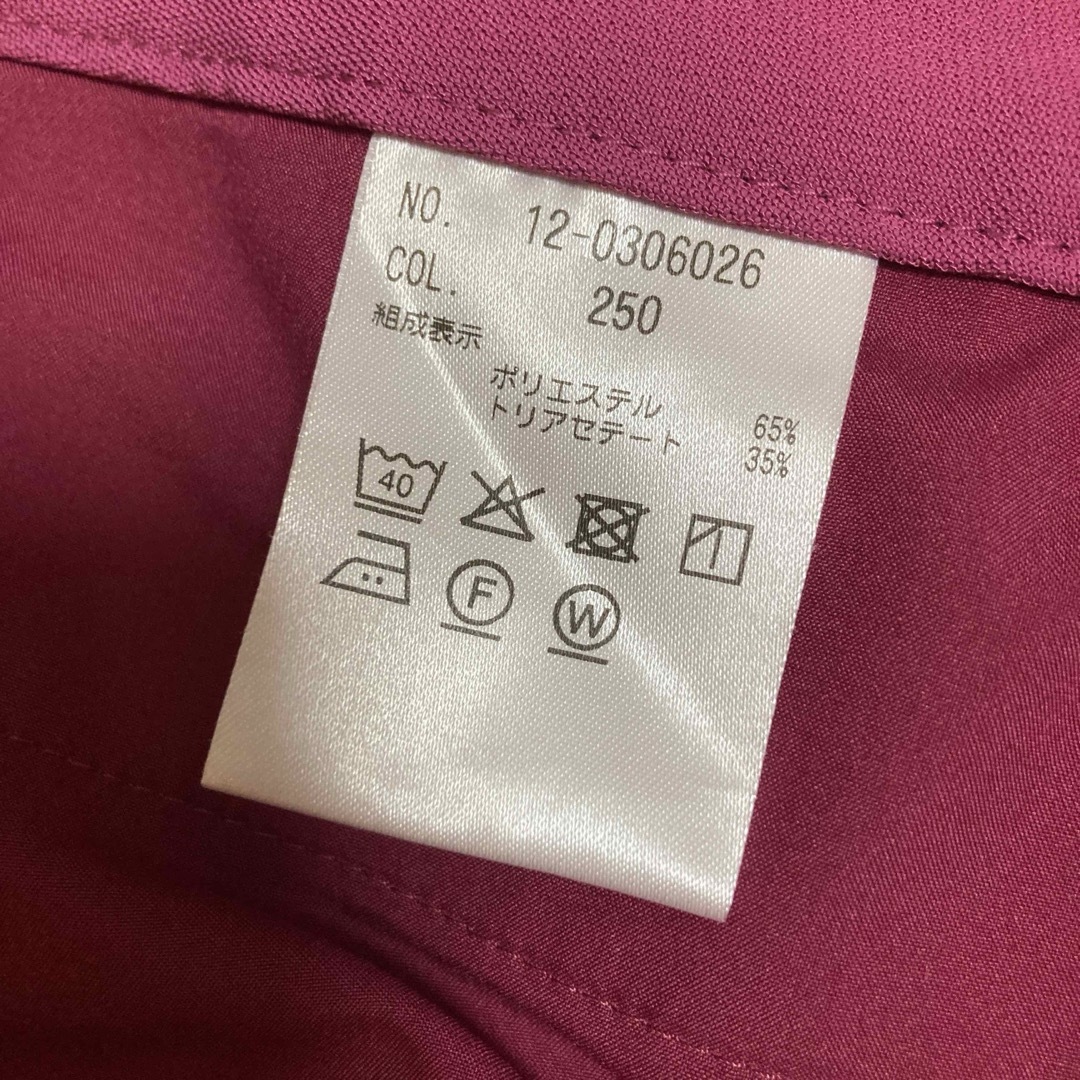 NO. 12-0306026
COL. 250
組成表示
ポリエステル 65%
トリアセテート 35%
40
F W